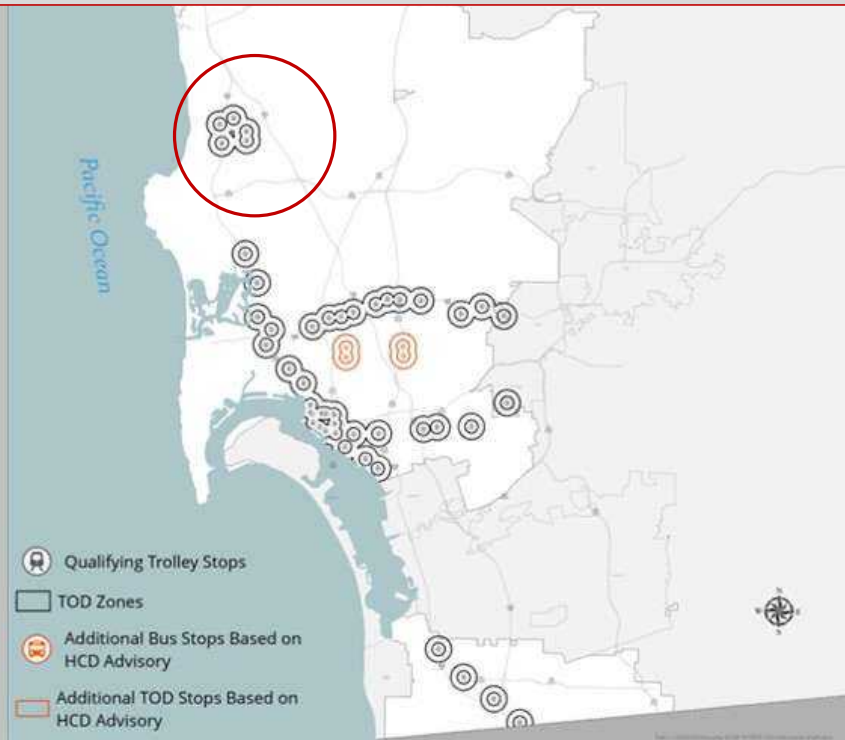 Pacific Ocean
Qualifying Trolley Stops
TOD Zones
Additional Bus Stops Based on
HCD Advisory
Additional TOD Stops Based on
HCD Advisory
N
W E
S